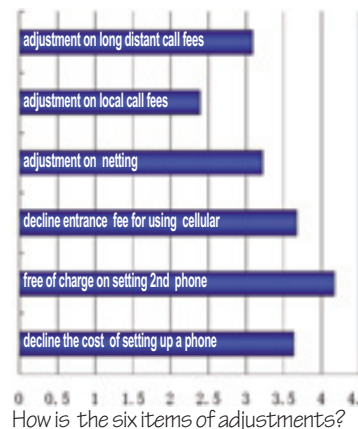 adjustment on long distant call fees
adjustment on local call fees
adjustment on netting
decline entrance fee for using cellular
free of charge on setting 2nd phone
decline the cost of setting up a phone
0 0.5 1 1.5 2 2.5 3 3.5 4 4.
How is the six items of adjustments?